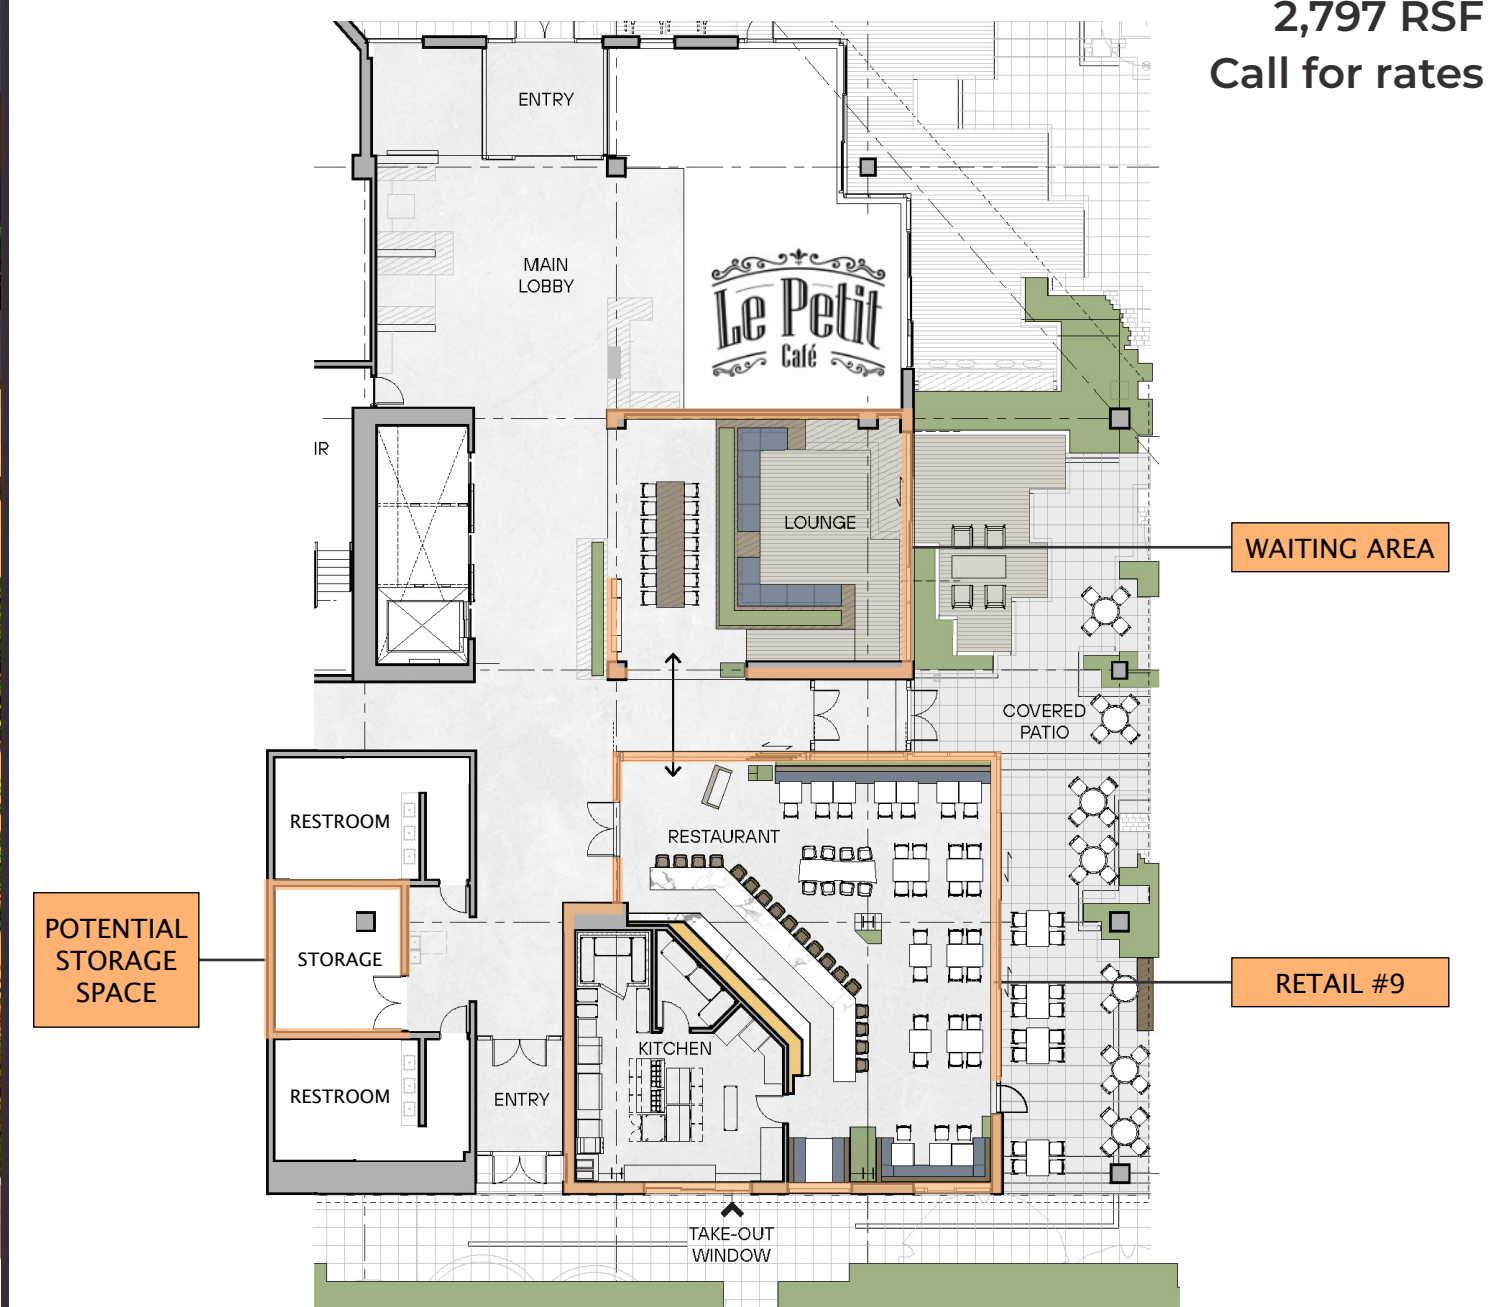 2,797 RSF
Call for rates
ENTRY
MAIN
LOBBY
Le Petit
Café
IR
LOUNGE
WAITING AREA
COVERED
PATIO
RESTROOM
RESTAURANT
POTENTIAL
STORAGE
SPACE
STORAGE
RETAIL #9
KITCHEN
RESTROOM
ENTRY
TAKE-OUT
WINDOW